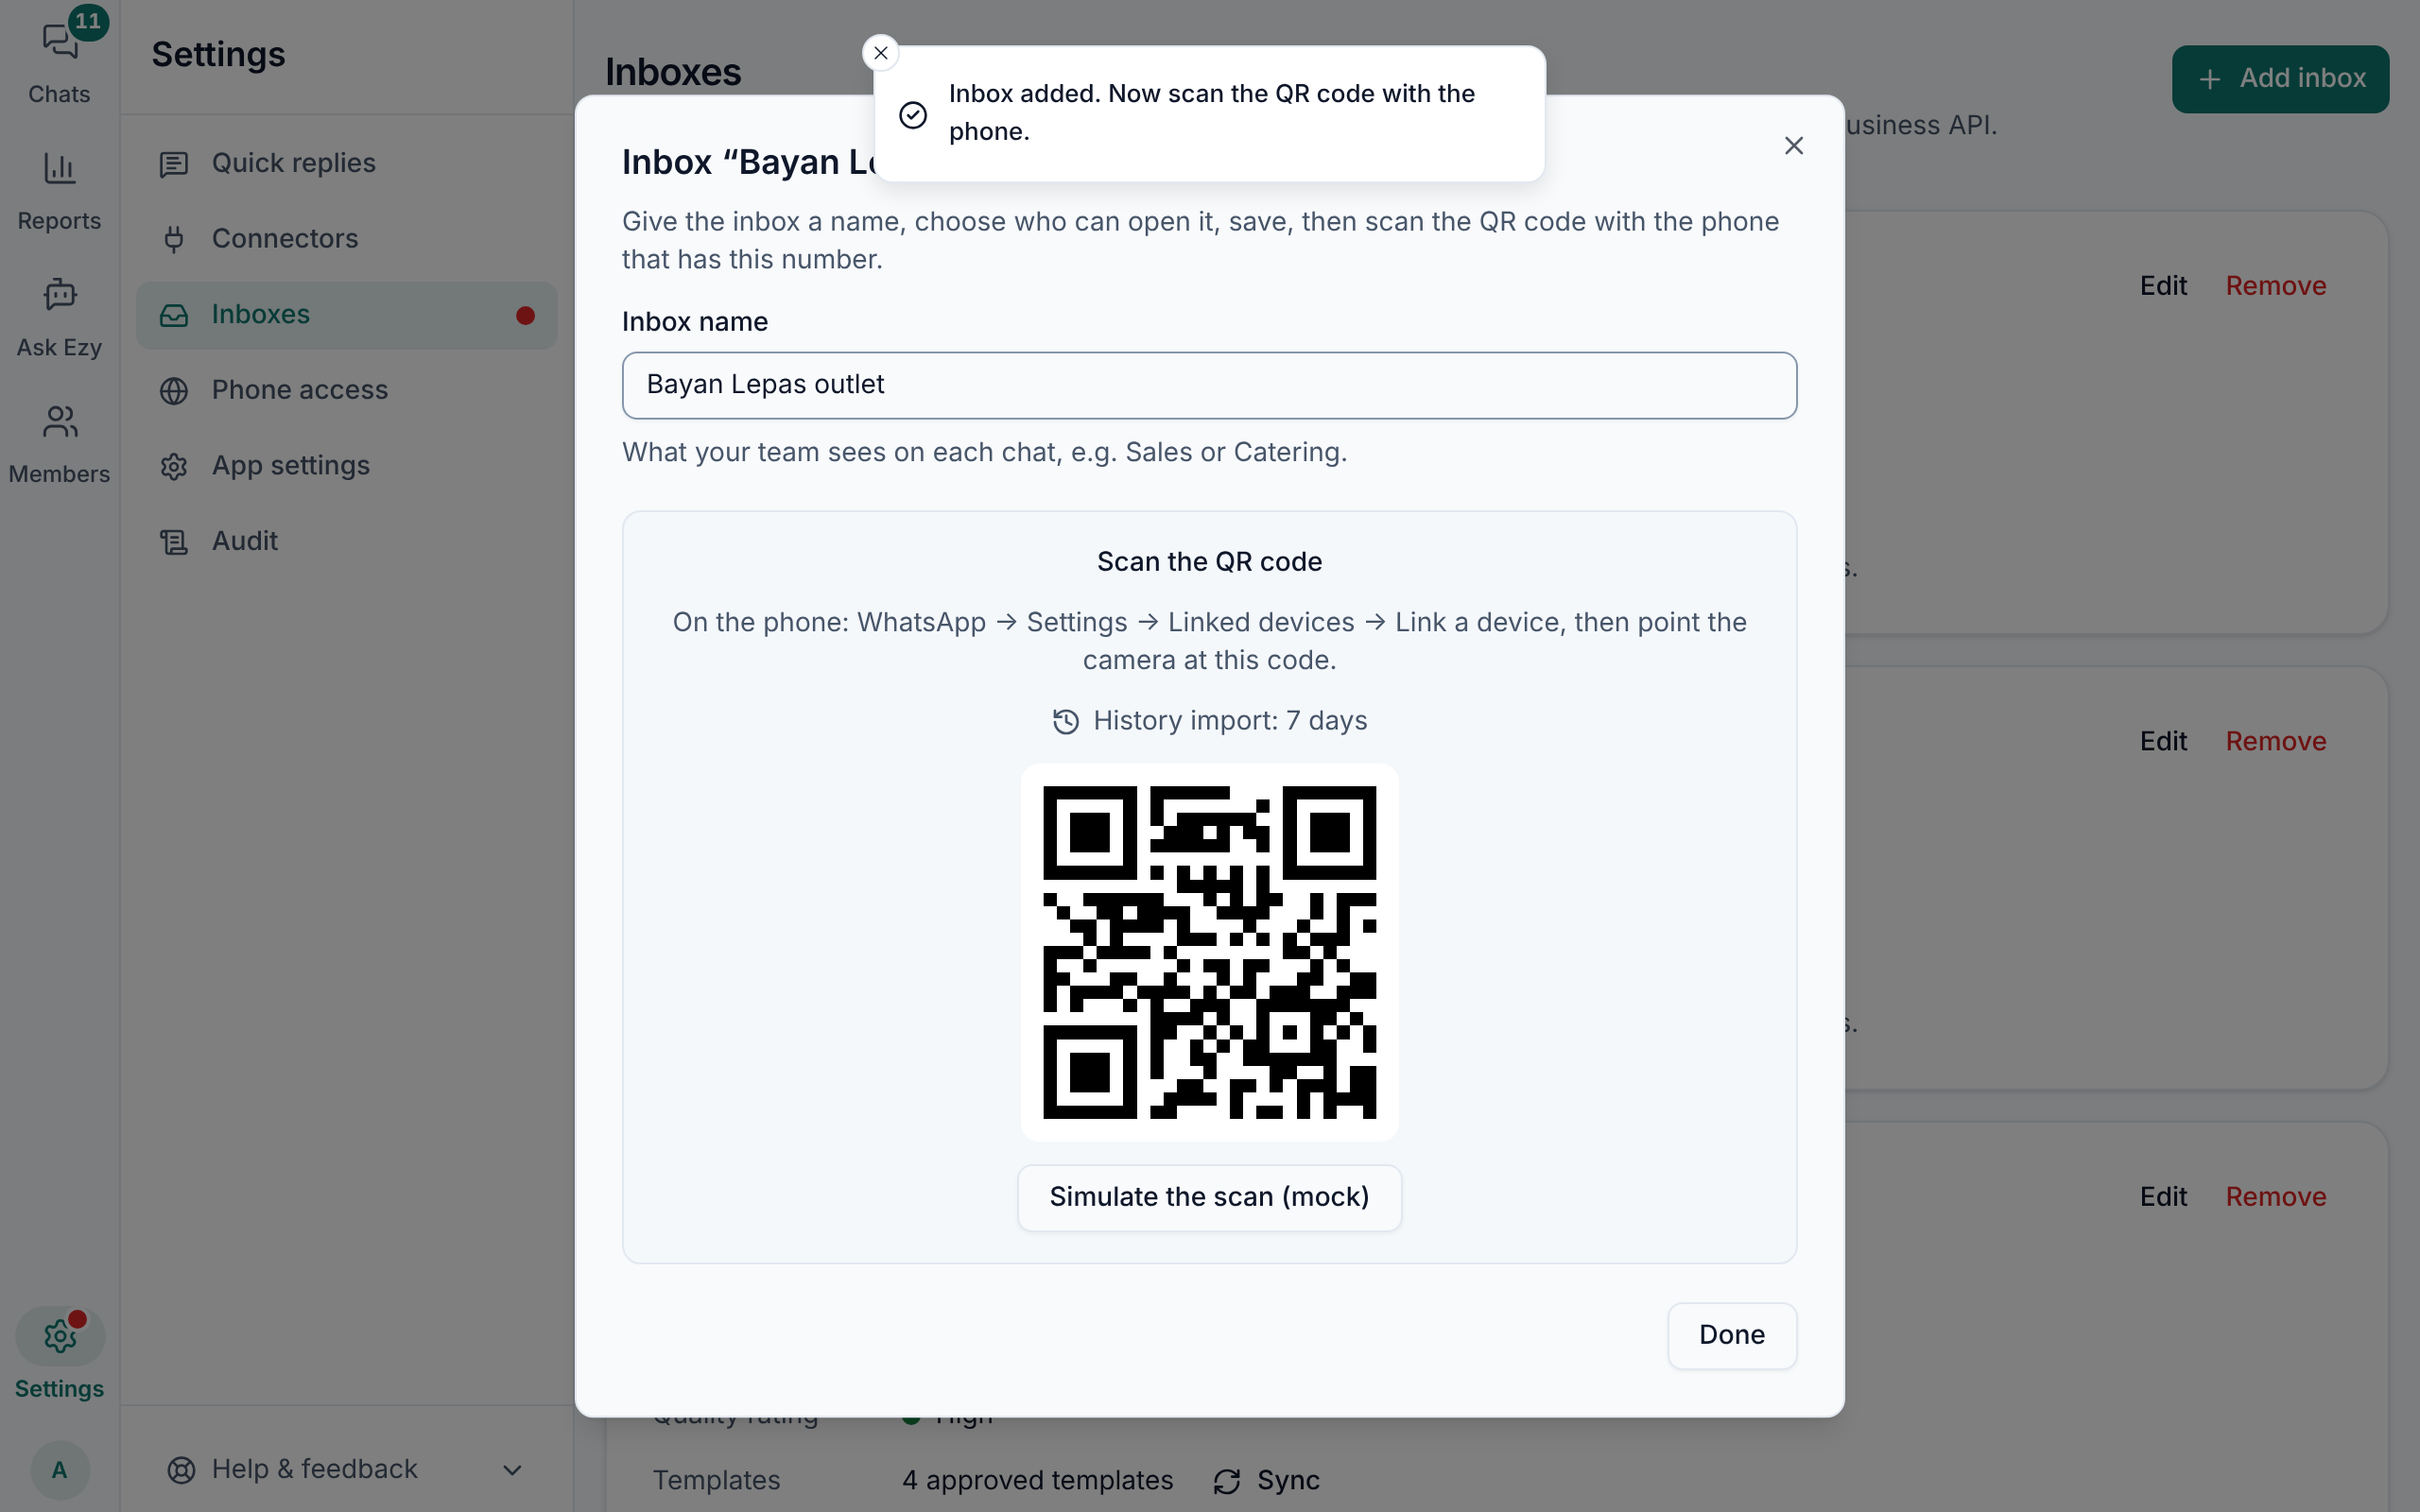 11
Chats
Reports
Ask Ezy
Members
Settings
A
Settings
Quick replies
Connectors
Inboxes
Phone access
App settings
Audit
Help & feedback
Inboxes
Add inbox
usiness API.
Inbox added. Now scan the QR code with the
phone.
Inbox “Bayan Le
Give the inbox a name, choose who can open it, save, then scan the QR code with the phone
that has this number.
Inbox name
Bayan Lepas outlet
What your team sees on each chat, e.g. Sales or Catering.
Scan the QR code
On the phone: WhatsApp → Settings → Linked devices → Link a device, then point the
camera at this code.
History import: 7 days
Simulate the scan (mock)
Done
Edit Remove
s.
Edit Remove
s.
Edit Remove
Quality rating High
Templates 4 approved templates Sync